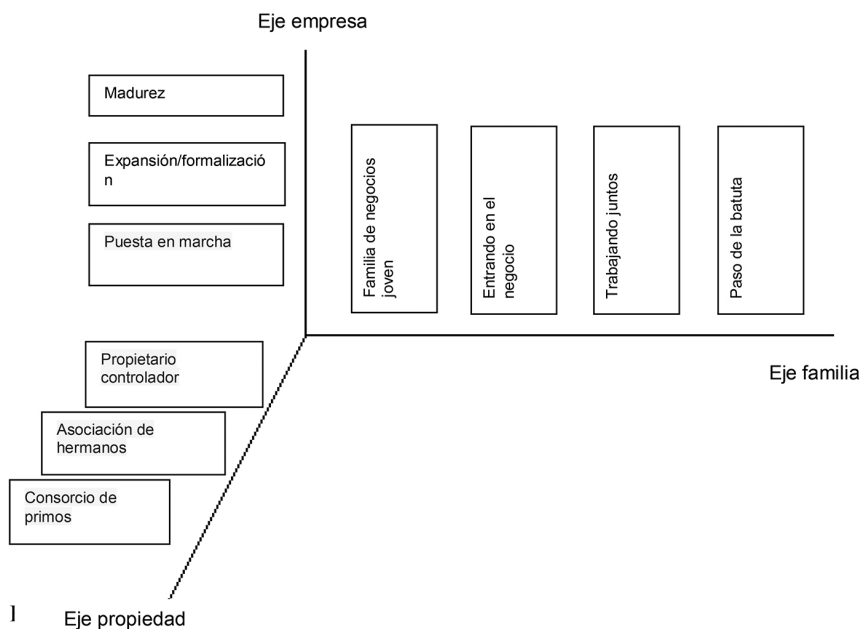 Eje empresa
Madurez
Expansión/formalizació
n
Puesta en marcha
Familia de negocios
joven
Entrando en el
negocio
Trabajando juntos
Paso de la batuta
Eje familia
Propietario
controlador
Asociación de
hermanos
Consorcio de
primos
Eje propiedad